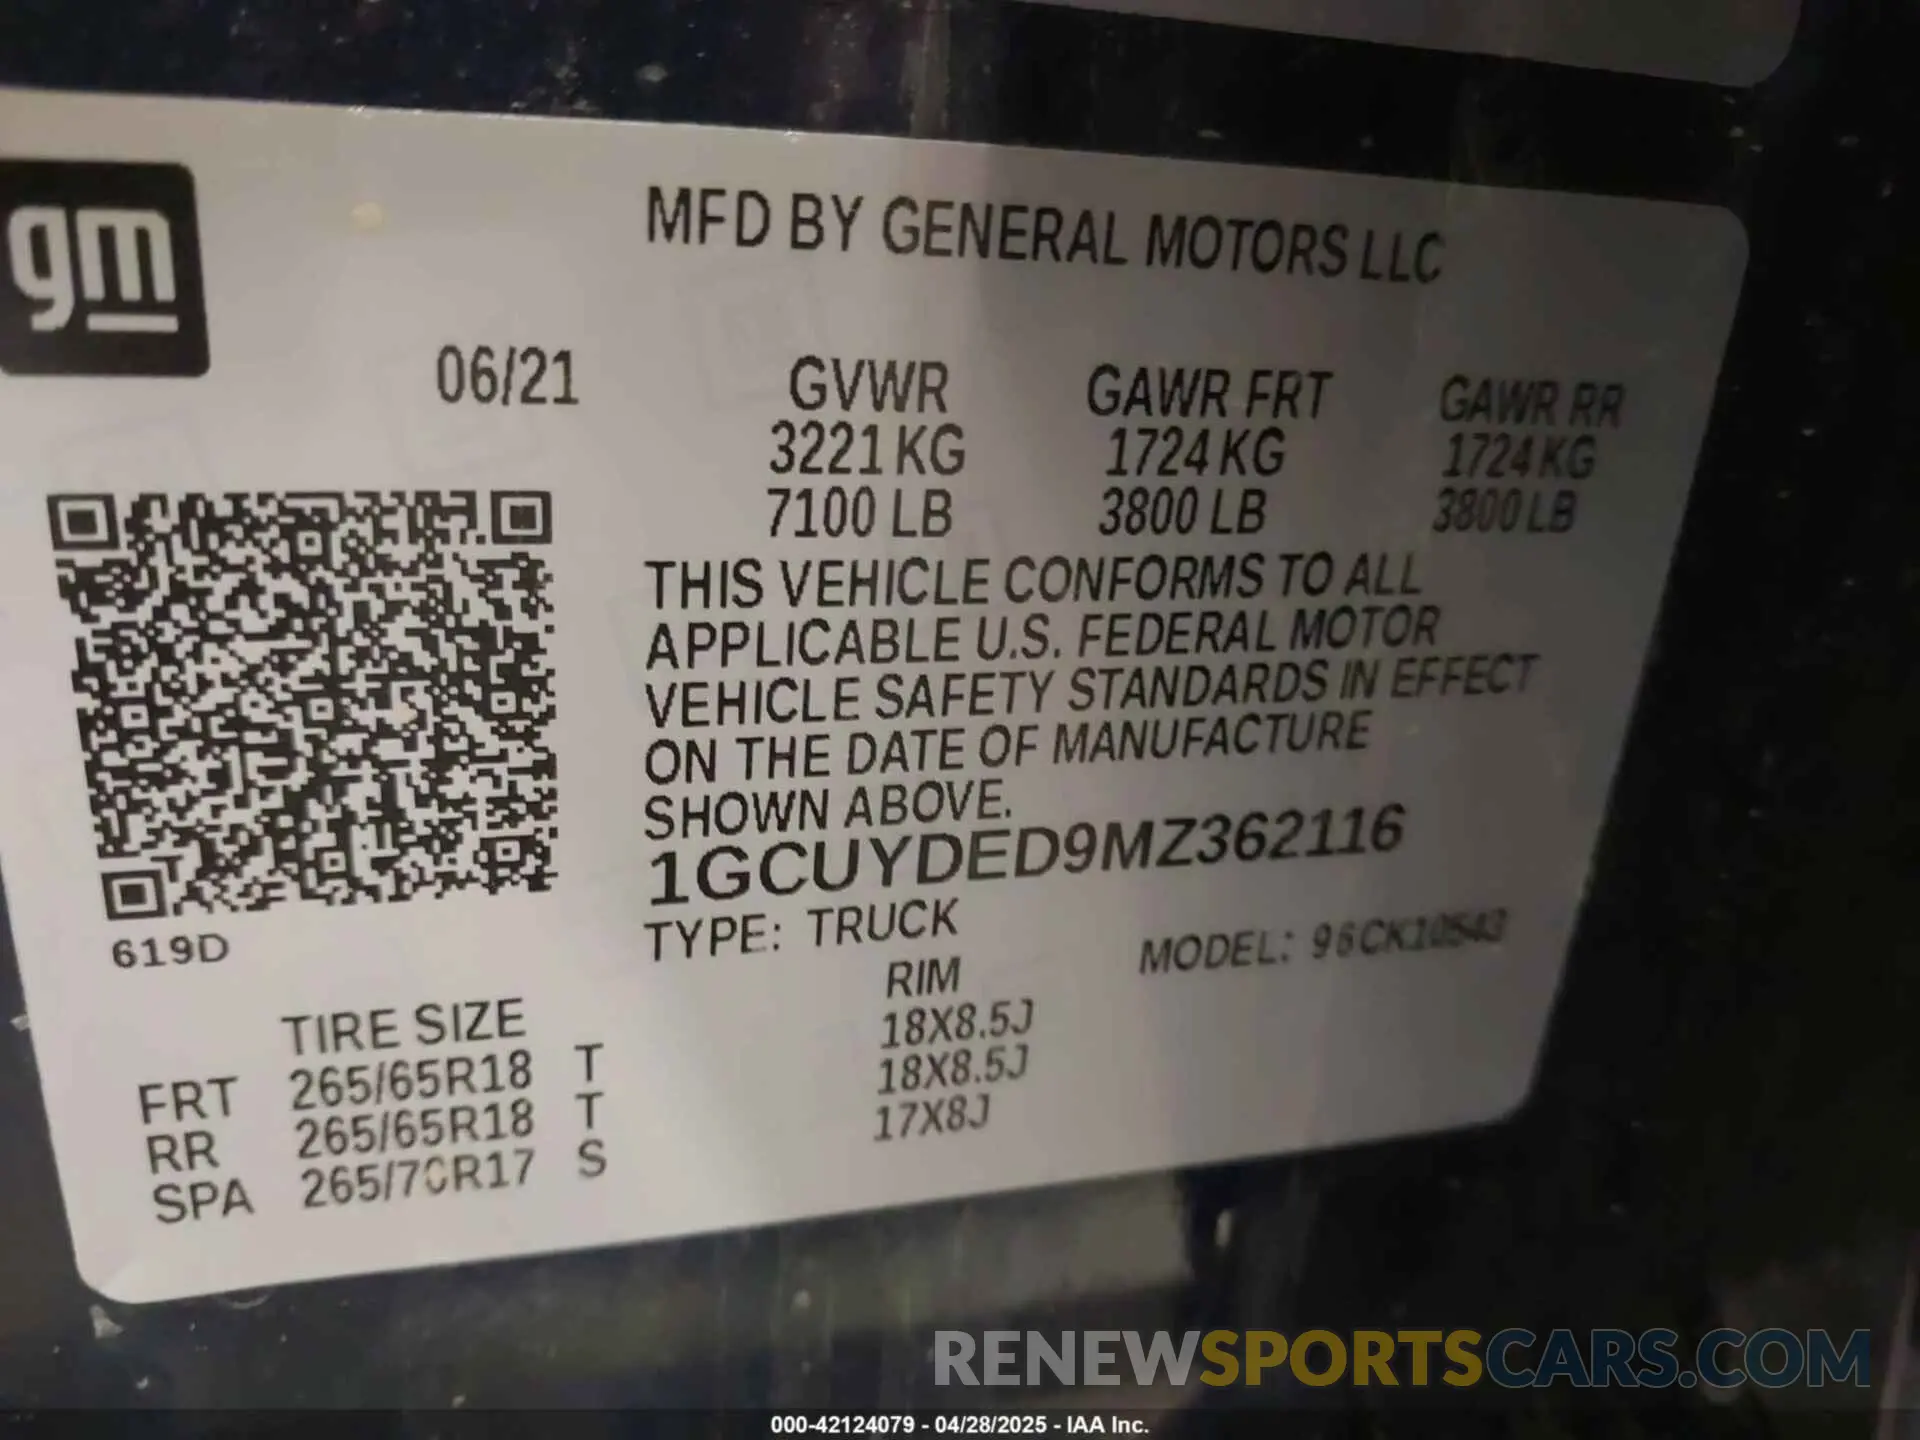 gm
MFD BY GENERAL MOTORS LLC
06/21 GVWR GAWR FRT GAWR RR
3221 KG 1724 KG 1724 KG
7100 LB 3800 LB 3800 LB
THIS VEHICLE CONFORMS TO ALL
APPLICABLE U.S. FEDERAL MOTOR
VEHICLE SAFETY STANDARDS IN EFFECT
ON THE DATE OF MANUFACTURE
SHOWN ABOVE.
1GCUYDED9MZ362116
619D
TYPE: TRUCK MODEL: 96CK10543
TIRE SIZE RIM
FRT 265/65R18 T 18X8.5J
RR 265/65R18 T 18X8.5J
SPA 265/70R17 S 17X8J
RENEWSPORTSCARS.COM
000-42124079 - 04/28/2025 - IAA Inc.